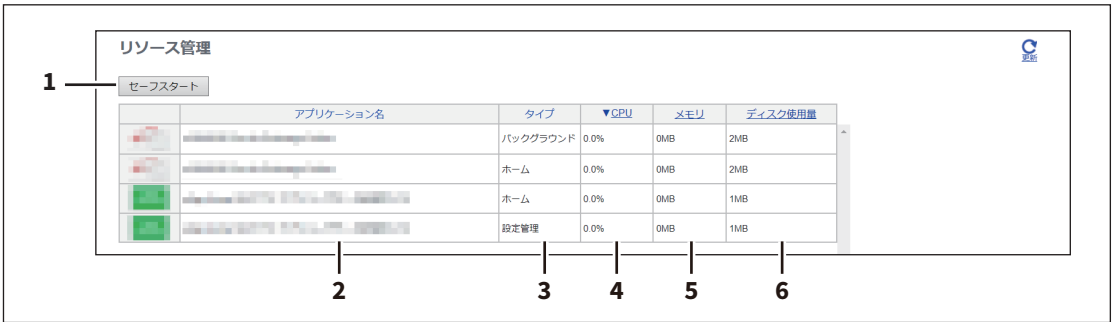 リソース管理
更新
1
セーフスタート
アプリケーション名 タイプ ▼CPU メモリ ディスク使用量
バックグラウンド 0.0% 0MB 2MB
ホーム 0.0% 0MB 2MB
ホーム 0.0% 0MB 1MB
設定管理 0.0% 0MB 1MB
2 3 4 5 6